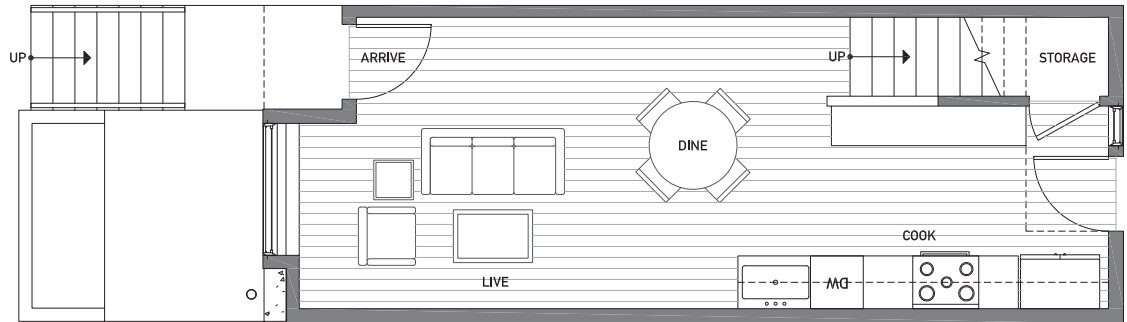 UP
ARRIVE
UP
STORAGE
DINE
COOK
LIVE
DW